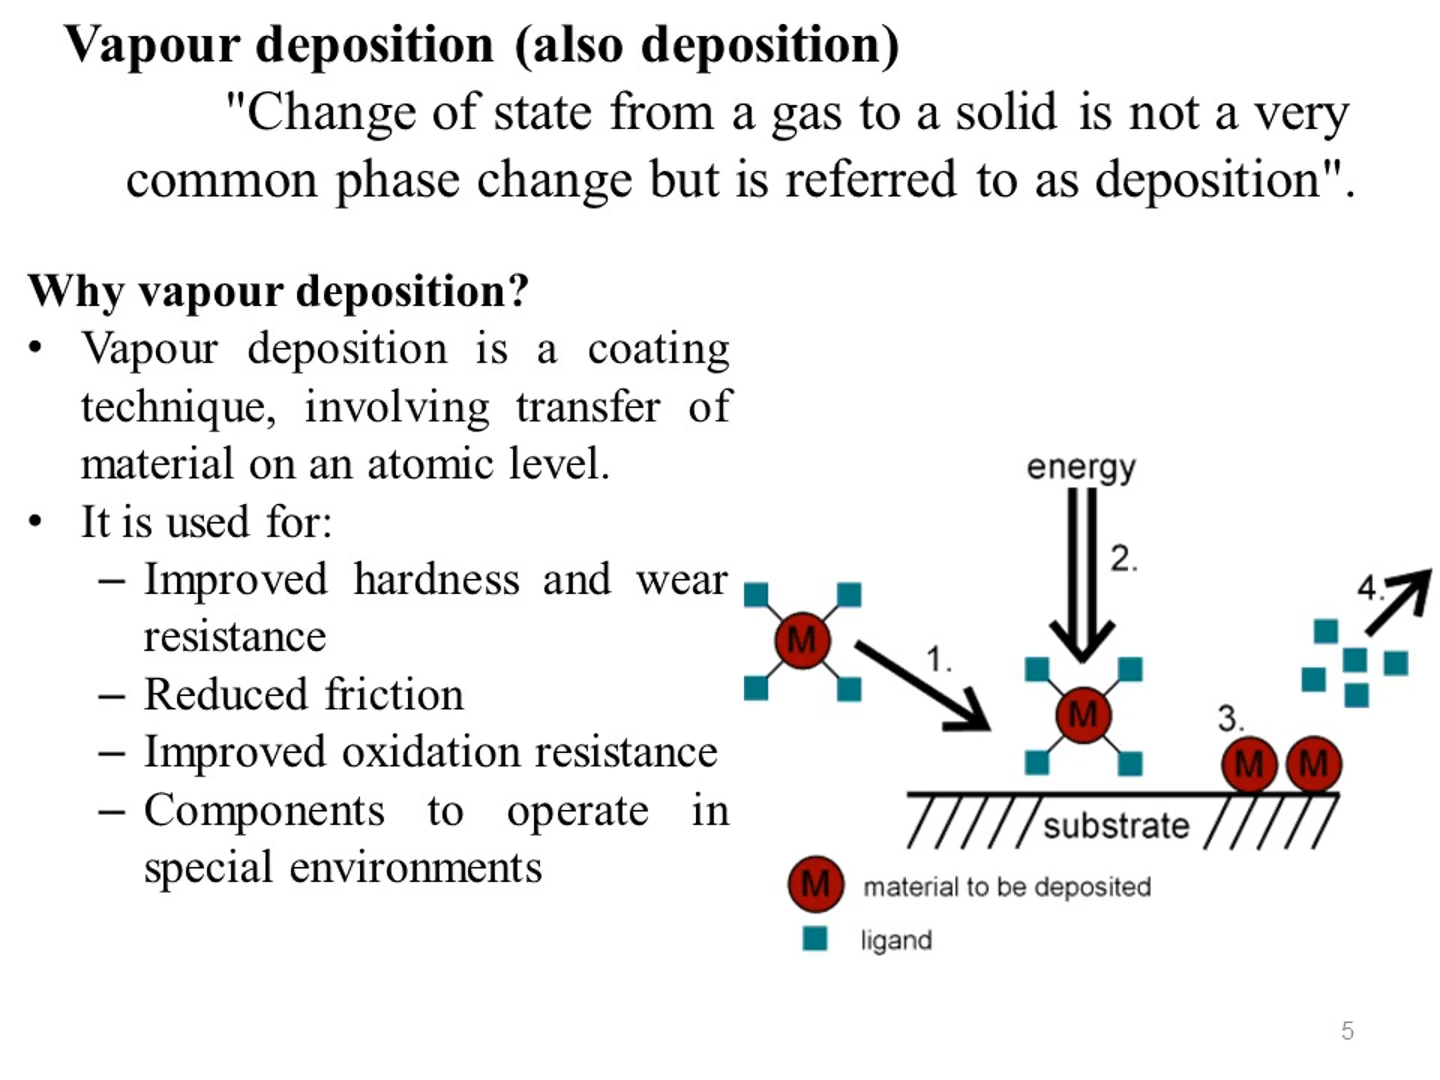 Vapour deposition (also deposition)
"Change of state from a gas to a solid is not a very
common phase change but is referred to as deposition".
Why vapour deposition?
• Vapour deposition is a coating
technique, involving transfer of
material on an atomic level.
• It is used for:
– Improved hardness and wear
resistance
– Reduced friction
– Improved oxidation resistance
– Components to operate in
special environments
energy
2.
4.
M
1.
M
3.
M M
substrate
M material to be deposited
ligand
5